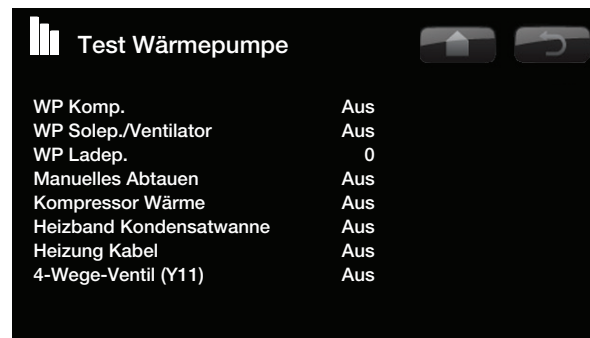 Test Wärmepumpe
WP Komp. Aus
WP Solep./Ventilator Aus
WP Ladep. 0
Manuelles Abtauen Aus
Kompressor Wärme Aus
Heizband Kondensatwanne Aus
Heizung Kabel Aus
4-Wege-Ventil (Y11) Aus